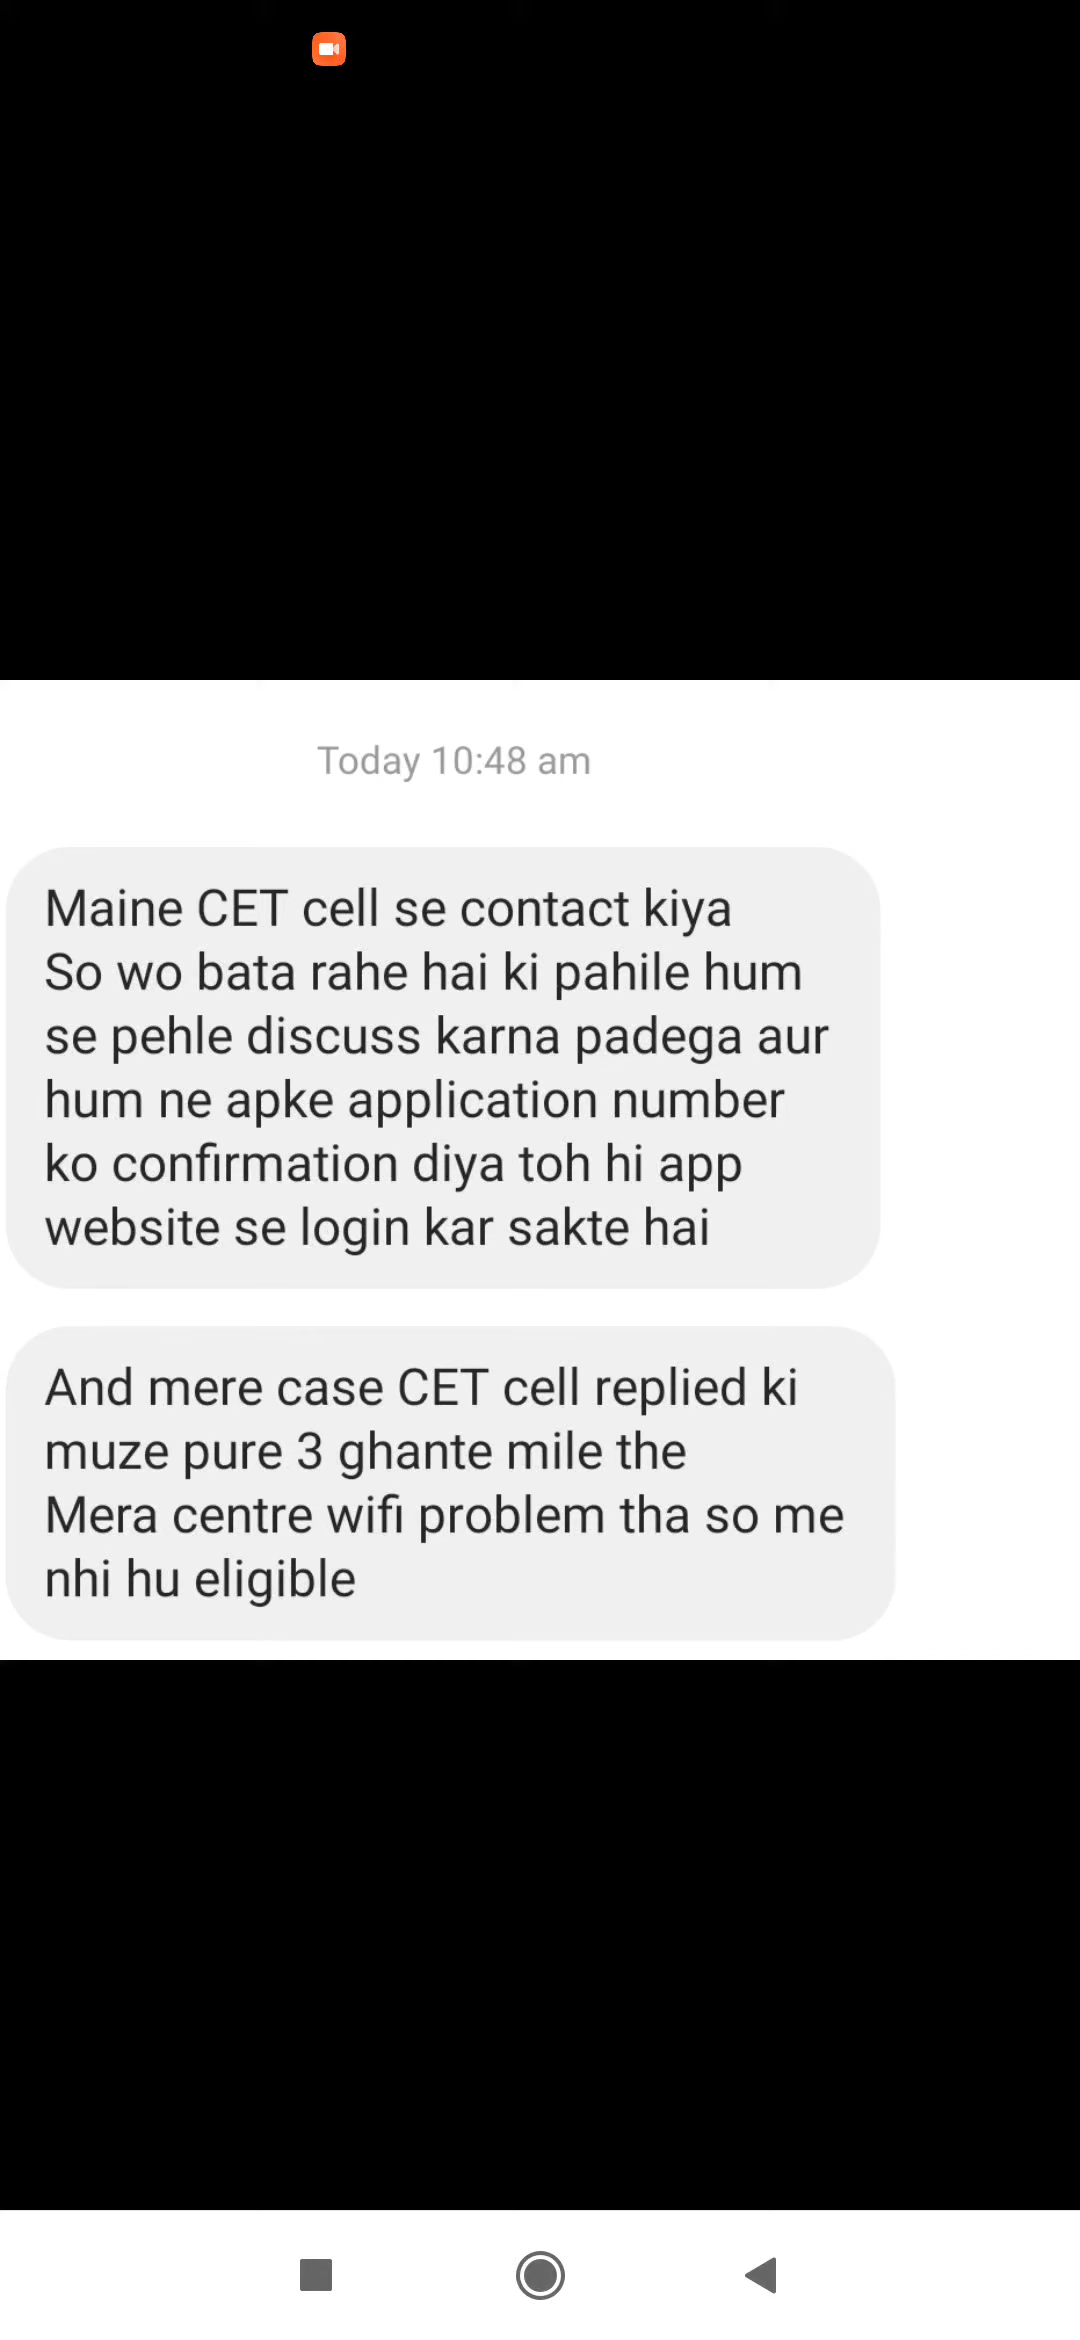 Today 10:48 am
Maine CET cell se contact kiya
So wo bata rahe hai ki pahile hum
se pehle discuss karna padega aur
hum ne apke application number
ko confirmation diya toh hi app
website se login kar sakte hai
And mere case CET cell replied ki
muze pure 3 ghante mile the
Mera centre wifi problem tha so me
nhi hu eligible